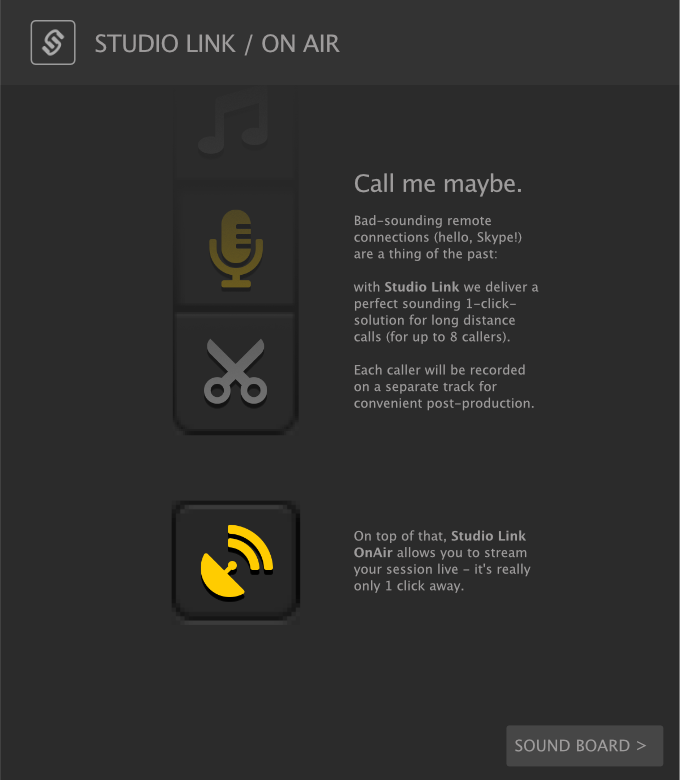 STUDIO LINK / ON AIR
Call me maybe.
Bad-sounding remote
connections (hello, Skype!)
are a thing of the past:
with Studio Link we deliver a
perfect sounding 1-click-
solution for long distance
calls (for up to 8 callers).
Each caller will be recorded
on a separate track for
convenient post-production.
On top of that, Studio Link
OnAir allows you to stream
your session live - it's really
only 1 click away.
SOUND BOARD >